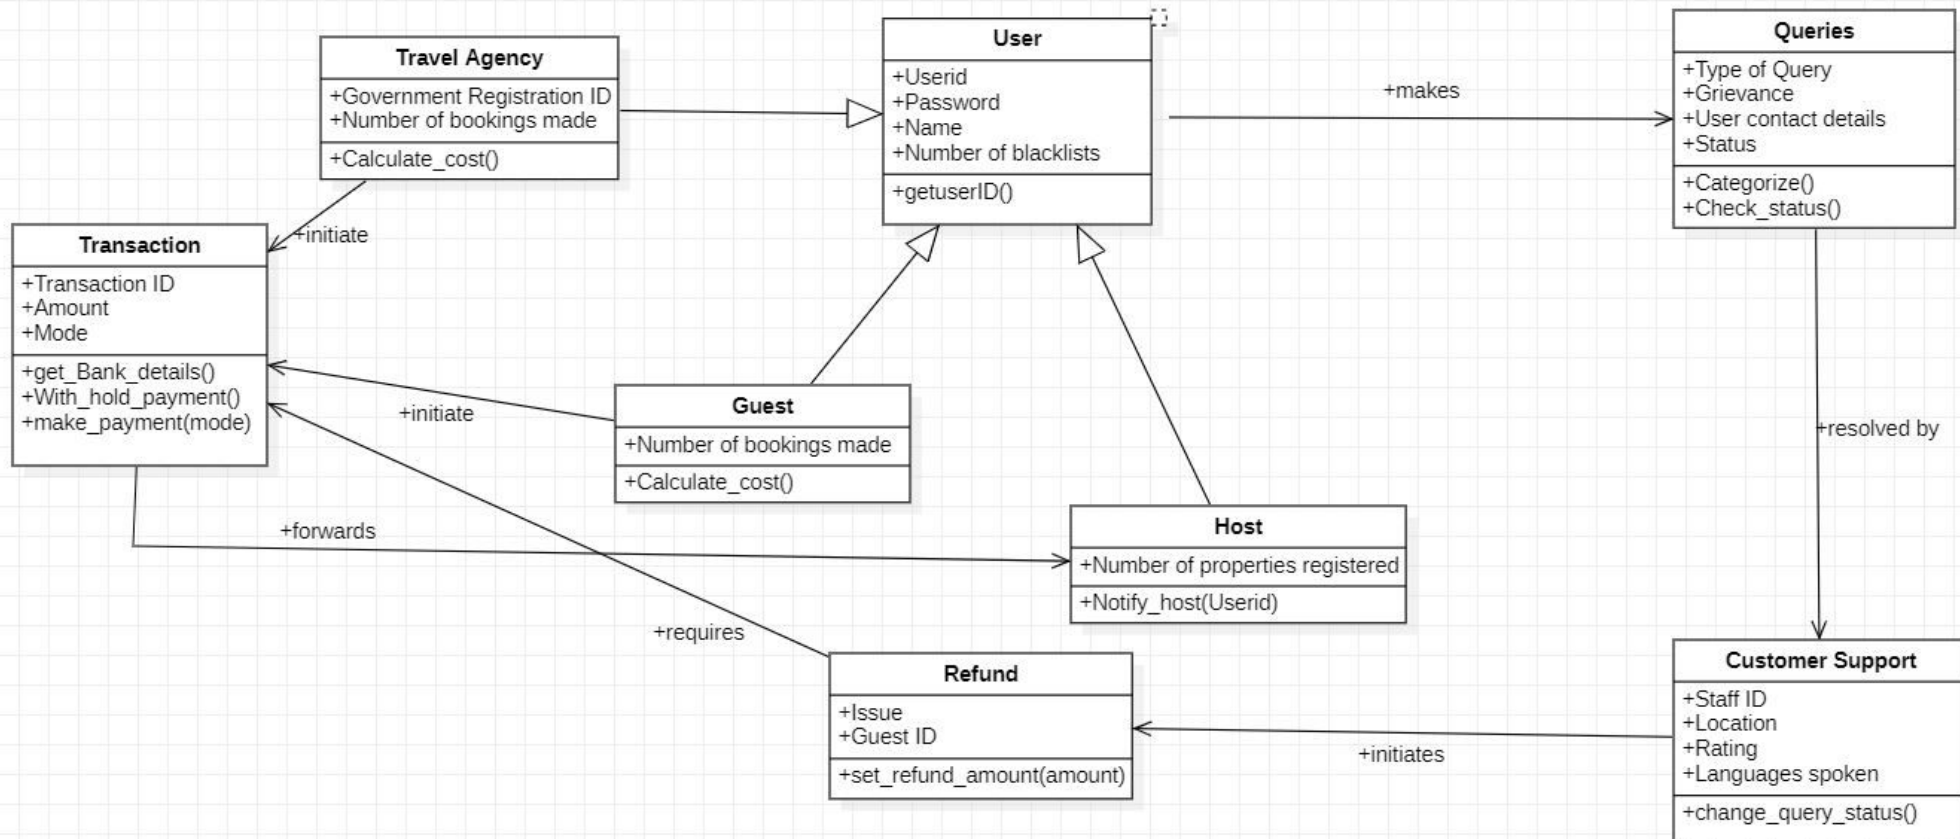 Travel Agency
+Government Registration ID
+Number of bookings made
+Calculate_cost()
User
+Userid
+Password
+Name
+Number of blacklists
+getuserID()
+makes
Queries
+Type of Query
+Grievance
+User contact details
+Status
+Categorize()
+Check_status()
+initiate
Transaction
+Transaction ID
+Amount
+Mode
+get_Bank_details()
+With_hold_payment()
+make_payment(mode)
+initiate
Guest
+Number of bookings made
+Calculate_cost()
+resolved by
+forwards
Host
+Number of properties registered
+Notify_host(Userid)
+requires
Refund
+Issue
+Guest ID
+set_refund_amount(amount)
+initiates
Customer Support
+Staff ID
+Location
+Rating
+Languages spoken
+change_query_status()